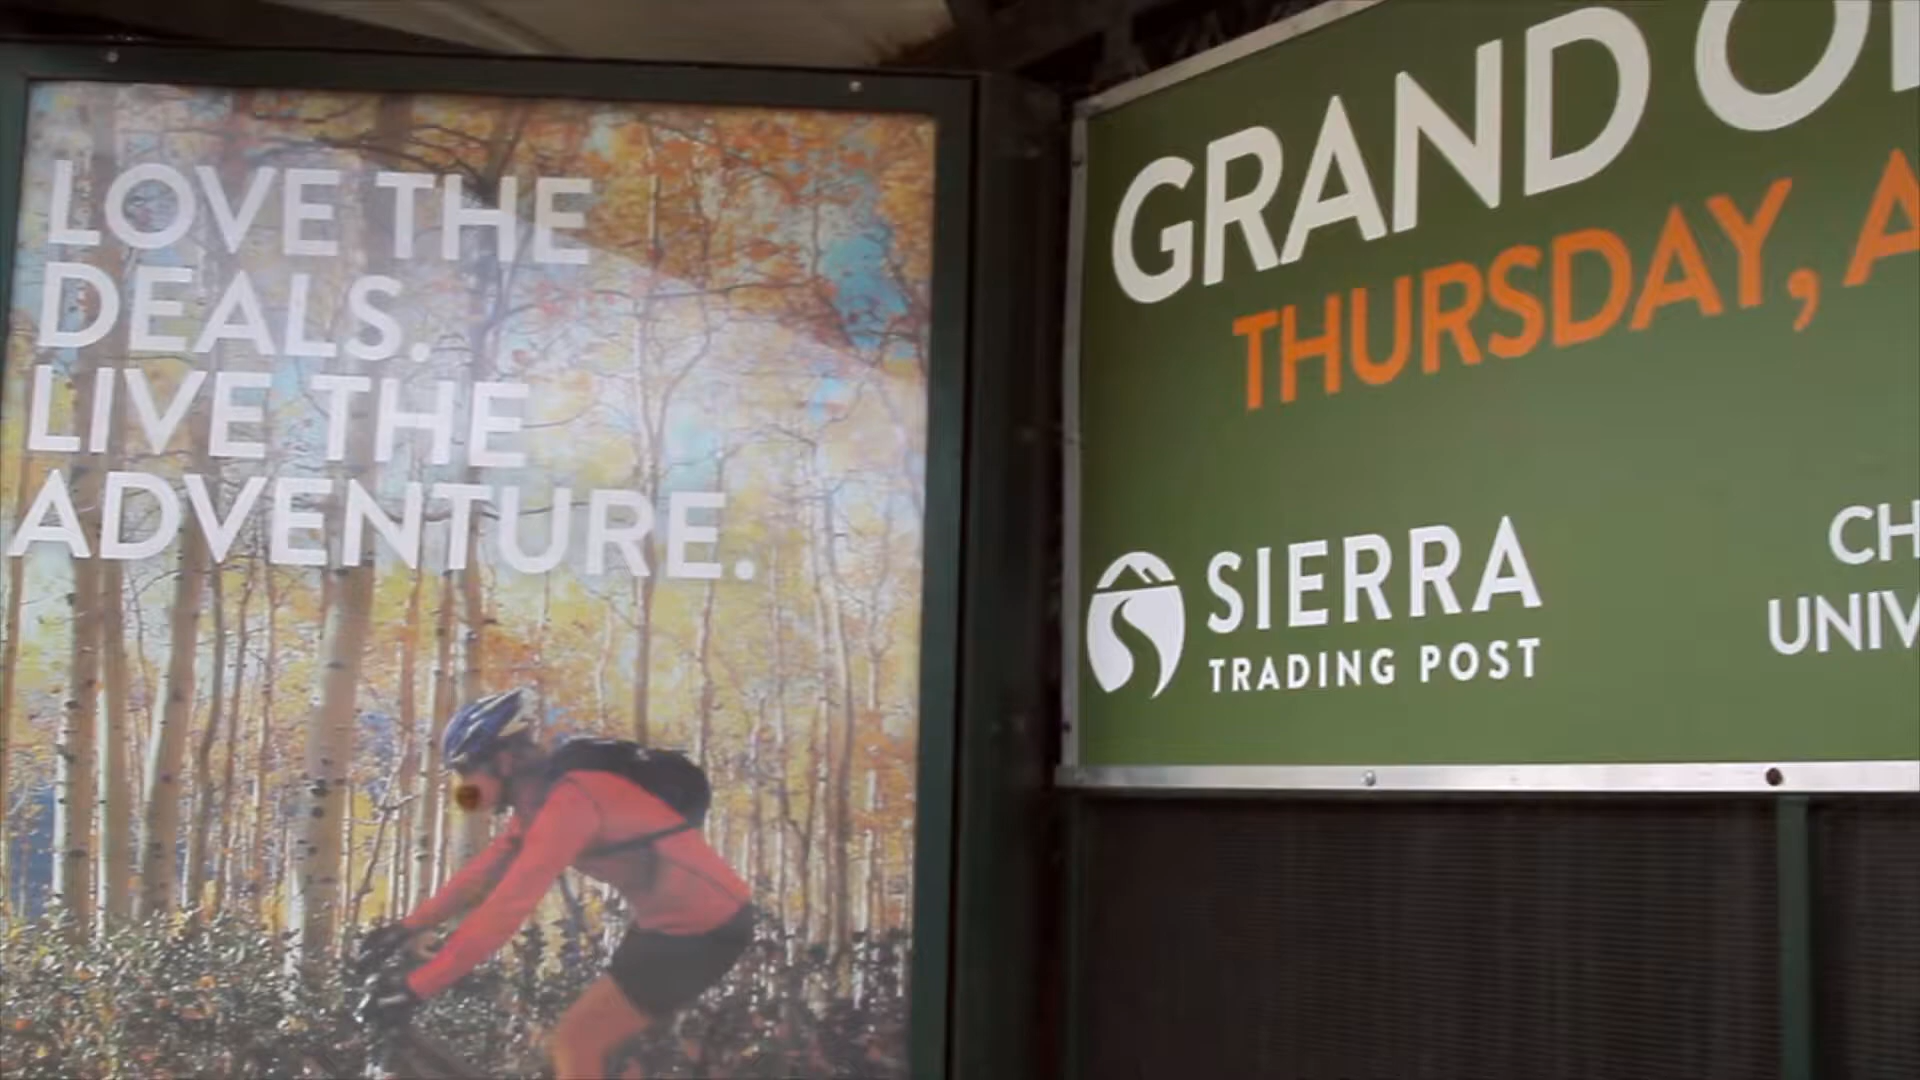 LOVE THE
DEALS.
LIVE THE
ADVENTURE.
GRAND
THURSDAY,
SIERRA
TRADING POST